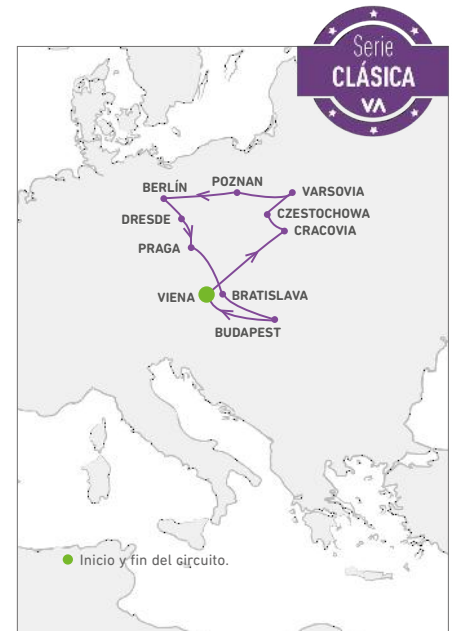 Serie
CLÁSICA
VA
POZNAN
BERLÍN
VARSOVIA
DRESDE
CZESTOCHOWA
CRACOVIA
PRAGA
VIENA
BRATISLAVA
BUDAPEST
Inicio y fin del circuito.